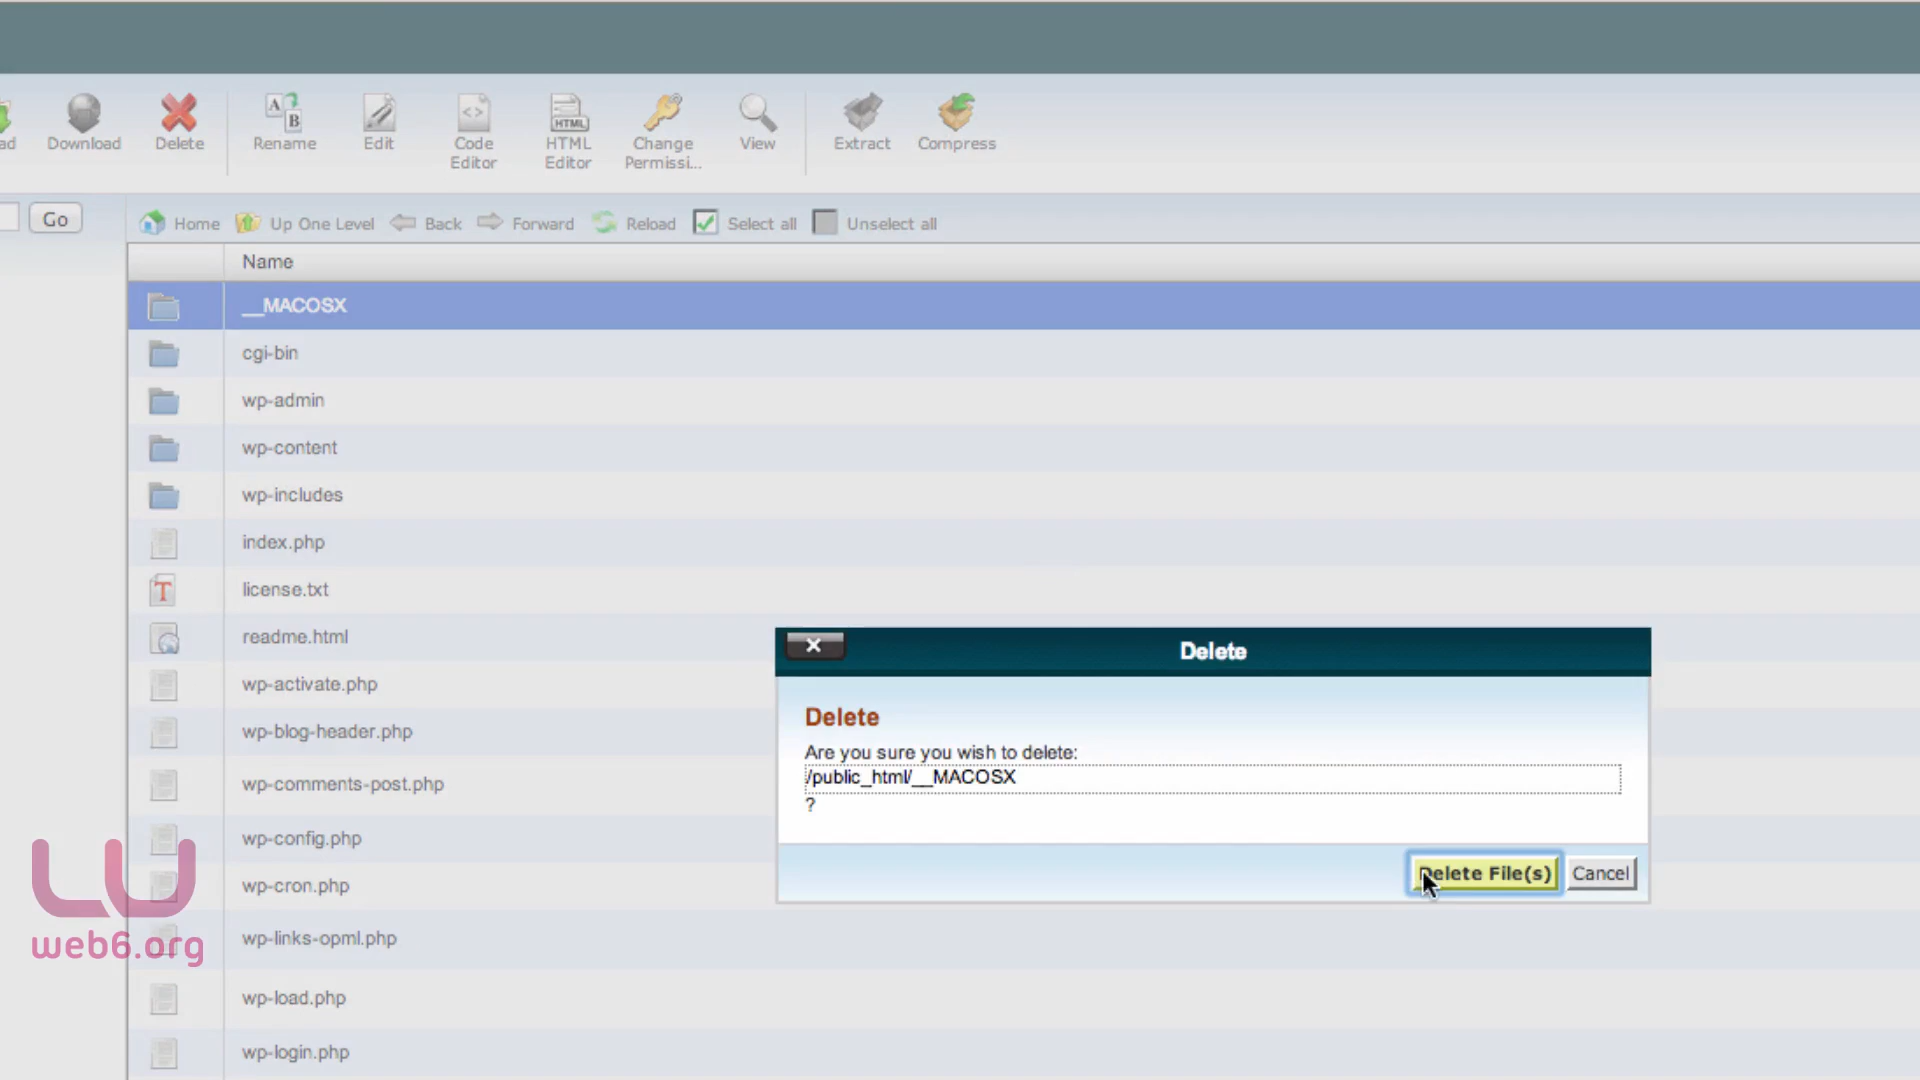 ad
Download
Delete
Rename
Edit
Code
Editor
HTML
HTML
Editor
Change
Permissi...
View
Extract
Compress
Go
Home
Up One Level
Back
Forward
Reload
Select all
Unselect all
Name
__MACOSX
cgi-bin
wp-admin
wp-content
wp-includes
index.php
license.txt
readme.html
wp-activate.php
wp-blog-header.php
wp-comments-post.php
wp-config.php
wp-cron.php
wp-links-opml.php
wp-load.php
wp-login.php
Delete
Delete
Are you sure you wish to delete:
/public_html/__MACOSX
?
Delete File(s)
Cancel
web6.org